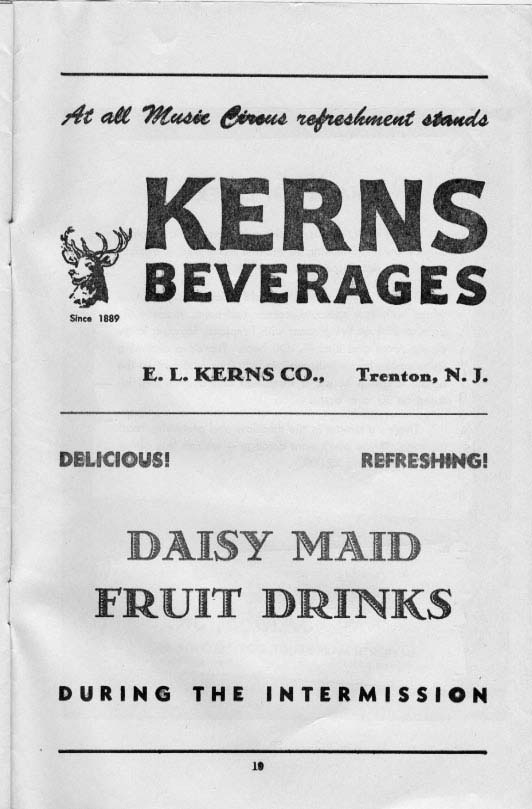 At all Music Circus refreshment stands
KERNS
BEVERAGES
Since 1889
E. L. KERNS CO., Trenton, N. J.
DELICIOUS! REFRESHING!
DAISY MAID
FRUIT DRINKS
DURING THE INTERMISSION
19